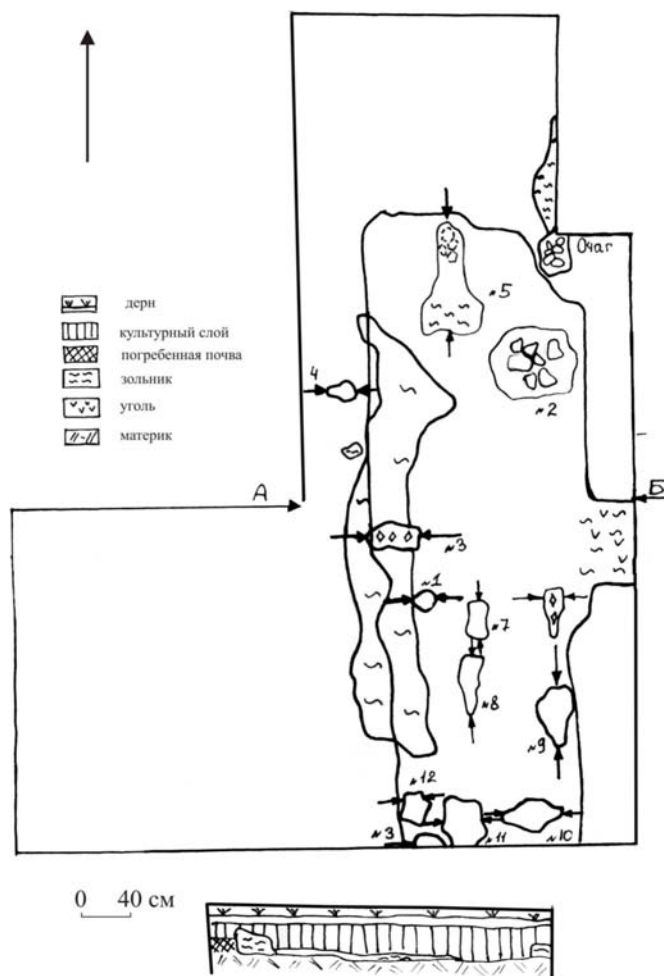 Очаг
№5
дерн
культурный слой
погребенная почва
зольник
уголь
материк
4
№2
А
Б
№3
№1
№7
№8
№9
№12
№3
№11
№10
0 40 см